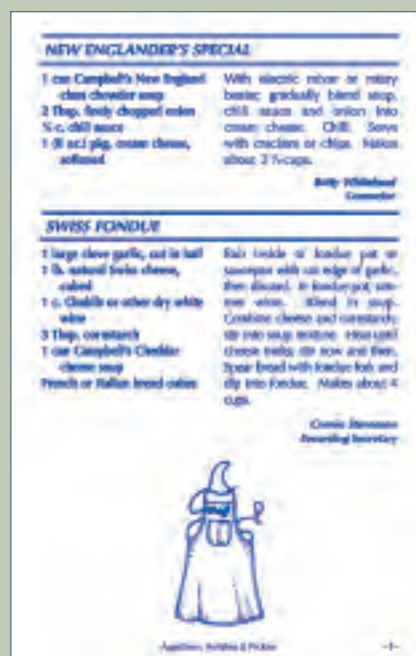 NEW ENGLANDER'S SPECIAL
1 can Campbell's New England
clam chowder soup
2 Tbsp. finely chopped onion
c. chili sauce
1 (8 oz.) pkg. cream cheese,
softened
With electric mixer or rotary
beater, gradually blend soup,
chili sauce and onion into
cream cheese. Chill. Serve
with crackers or chips. Makes
about 2 ½ cups.
Betty
Counselor
SWISS FONDUE
1 large clove garlic, cut in half
1 lb. natural Swiss cheese,
cubed
1 c. Chablis or other dry white
wine
3 Tbsp. cornstarch
1 can Campbell's Cheddar
cheese soup
French or Italian bread cubes
Rub inside of fondue pot or
saucepan with cut edge of garlic,
then discard. In fondue pot, sim-
mer wine. Blend in soup.
Combine cheese and cornstarch;
stir into soup mixture. Heat until
cheese melts; stir now and then.
Spear bread with fondue fork and
dip into fondue. Makes about 4
cups.
Connie
Recording Secretary
Appetizers, Relishes & Pickles